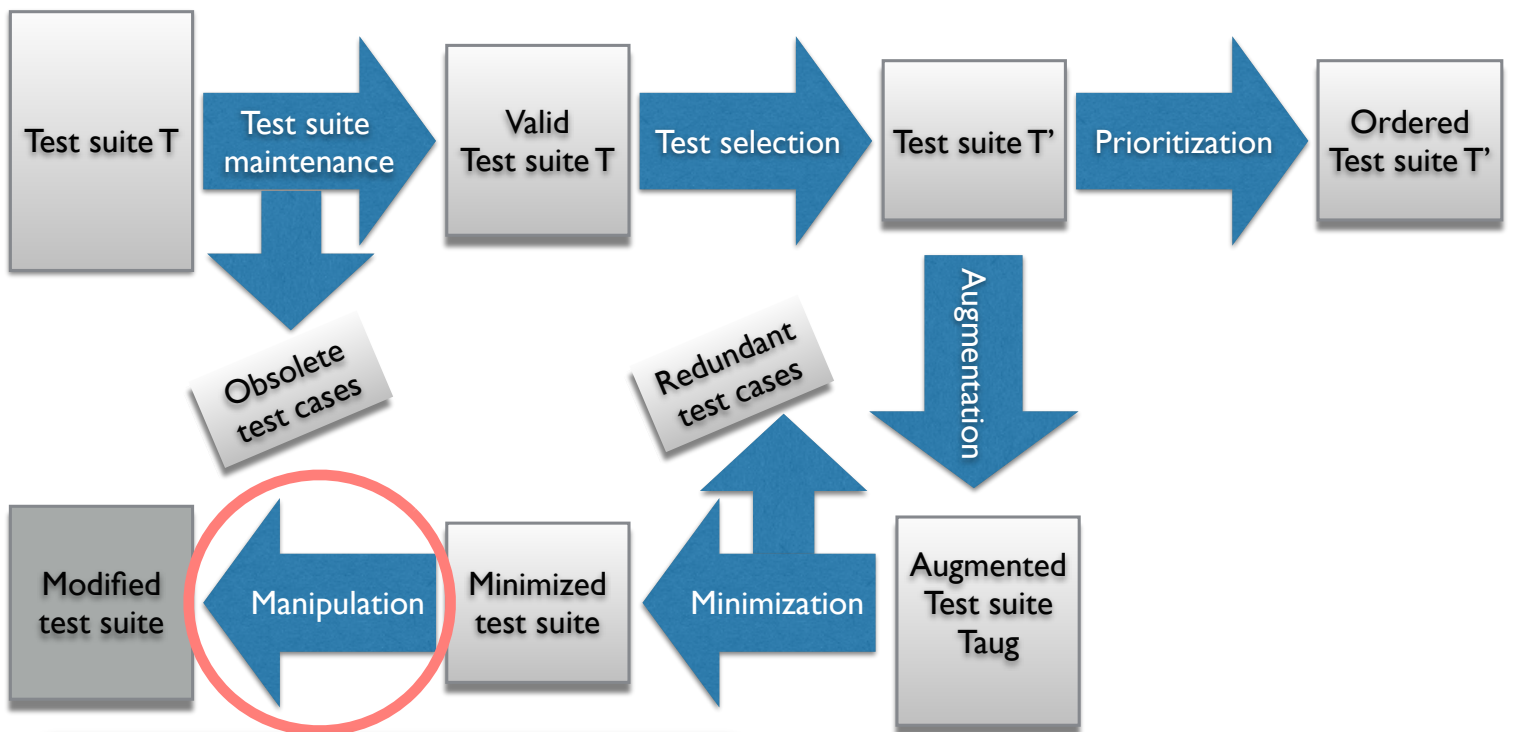 Test suite T
Test suite
maintenance
Valid
Test suite T
Test selection
Test suite T’
Prioritization
Ordered
Test suite T’
Obsolete
test cases
Redundant
test cases
Augmentation
Modified
test suite
Manipulation
Minimized
test suite
Minimization
Augmented
Test suite
Taug